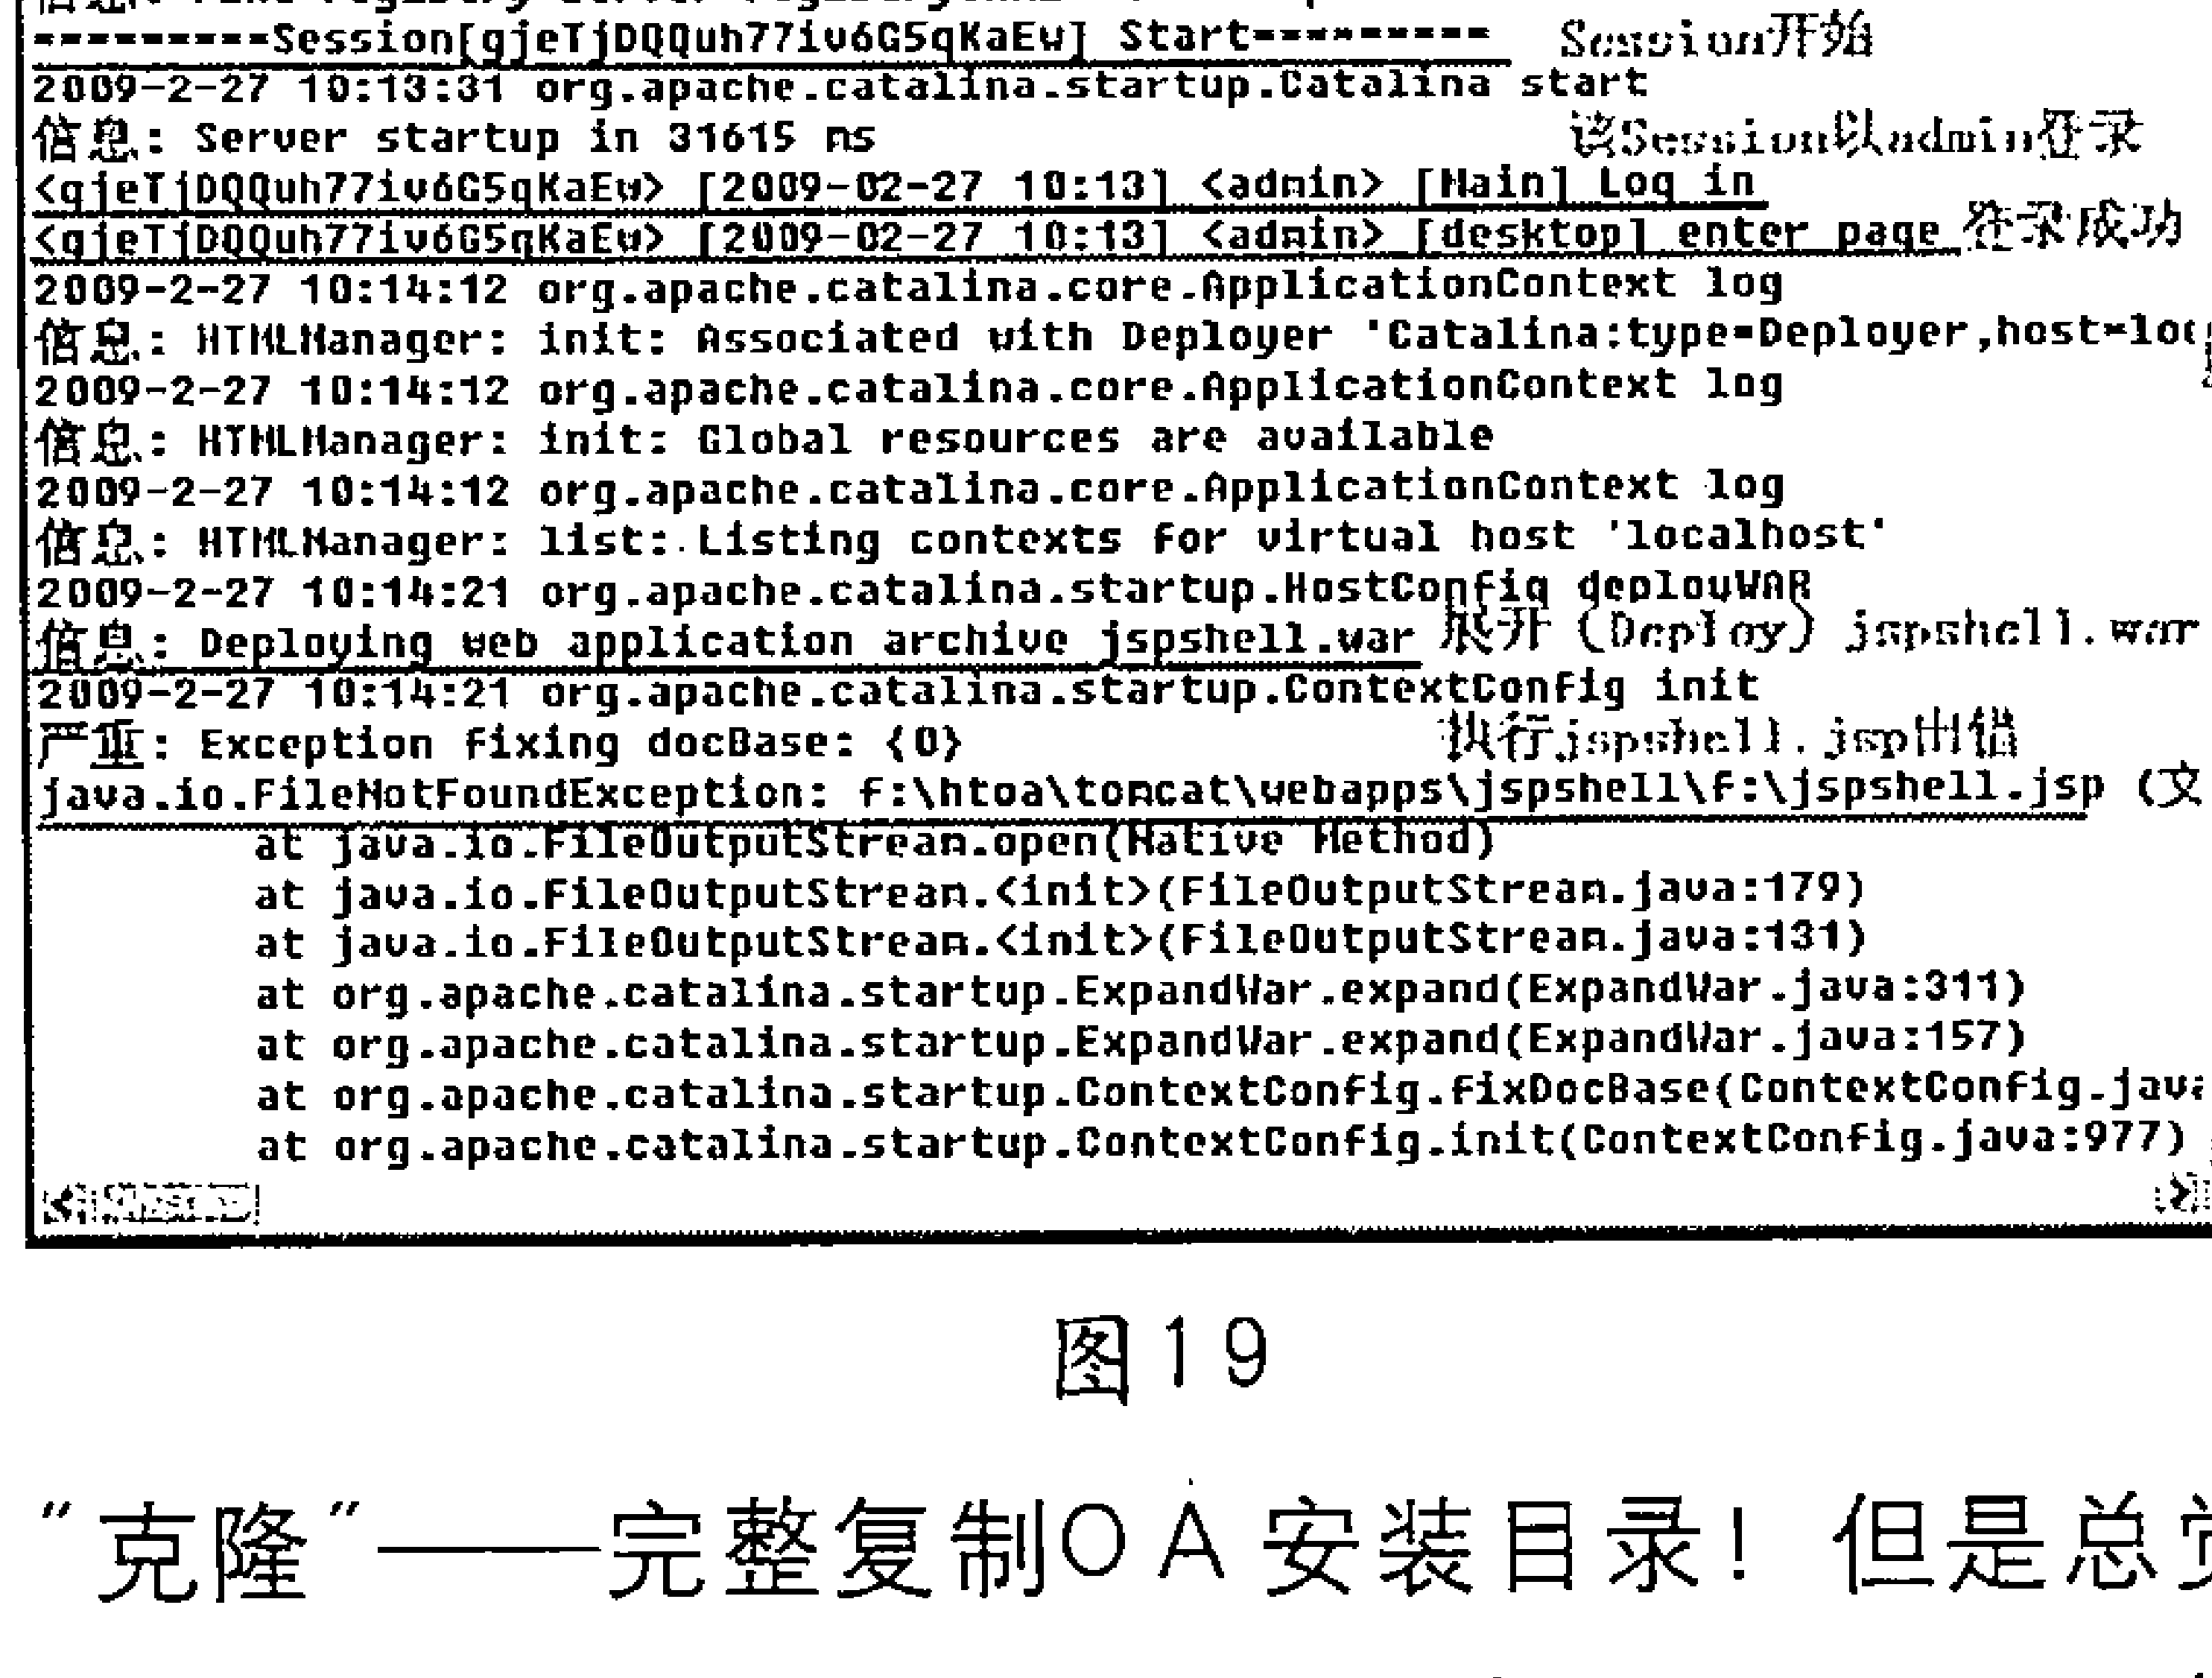 ---------Session[gjeTjDQQuh77iv6G5qKaEw] Start--------- Session开始
2009-2-27 10:13:31 org.apache.catalina.startup.Catalina start
信息: Server startup in 31615 ms 该Session以admin登录
<gjeTjDQQuh77iv6G5qKaEw> [2009-02-27 10:13] <admin> [Main] Log in
<gjeTjDQQuh77iv6G5qKaEw> [2009-02-27 10:13] <admin> [desktop] enter page 登录成功
2009-2-27 10:14:12 org.apache.catalina.core.ApplicationContext log
信息: HTMLManager: init: Associated with Deployer 'Catalina:type=Deployer,host=loc
2009-2-27 10:14:12 org.apache.catalina.core.ApplicationContext log
信息: HTMLManager: init: Global resources are available
2009-2-27 10:14:12 org.apache.catalina.core.ApplicationContext log
信息: HTMLManager: list: Listing contexts for virtual host 'localhost'
2009-2-27 10:14:21 org.apache.catalina.startup.HostConfig deployWAR
信息: Deploying web application archive jspshell.war 展开 (Deploy) jspshell.war
2009-2-27 10:14:21 org.apache.catalina.startup.ContextConfig init
严重: Exception fixing docBase: {0} 执行jspshell.jsp出错
java.io.FileNotFoundException: f:\htoa\tomcat\webapps\jspshell\f:\jspshell.jsp (文
at java.io.FileOutputStream.open(Native Method)
at java.io.FileOutputStream.<init>(FileOutputStream.java:179)
at java.io.FileOutputStream.<init>(FileOutputStream.java:131)
at org.apache.catalina.startup.ExpandWar.expand(ExpandWar.java:311)
at org.apache.catalina.startup.ExpandWar.expand(ExpandWar.java:157)
at org.apache.catalina.startup.ContextConfig.fixDocBase(ContextConfig.java
at org.apache.catalina.startup.ContextConfig.init(ContextConfig.java:977)
图19
"克隆"——完整复制OA安装目录！但是总